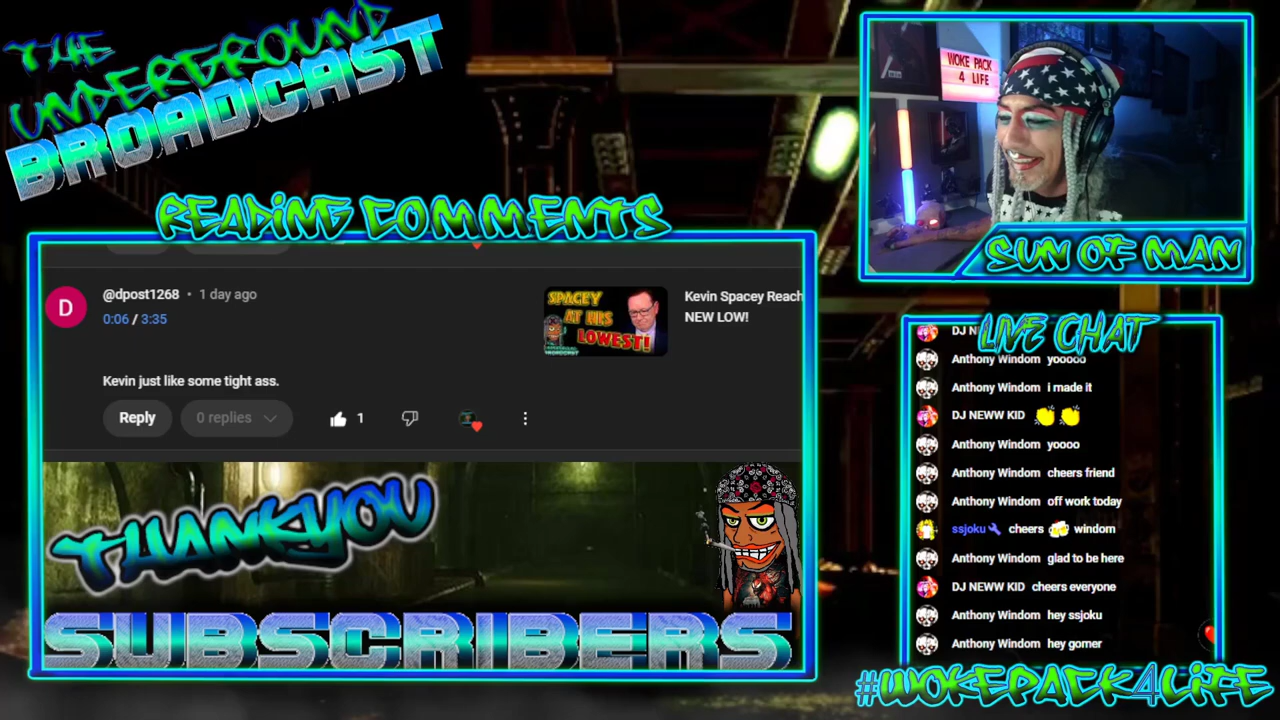 THE
UNDERGROUND
BROADCAST
READING COMMENTS
@dpost1268 • 1 day ago
0:06 / 3:35
SPACEY
AT HIS
LOWEST!
Kevin Spacey Reach
NEW LOW!
Kevin just like some tight ass.
Reply
0 replies
1
THANKYOU
SUBSCRIBERS
WOKE PACK
4 LIFE
SUN OF MAN
LIVE CHAT
DJ N
Anthony Windom yooooo
Anthony Windom i made it
DJ NEWW KID
Anthony Windom yoooo
Anthony Windom cheers friend
Anthony Windom off work today
ssjoku cheers windom
Anthony Windom glad to be here
DJ NEWW KID cheers everyone
Anthony Windom hey ssjoku
Anthony Windom hey gomer
#WOKEPACK4LIFE